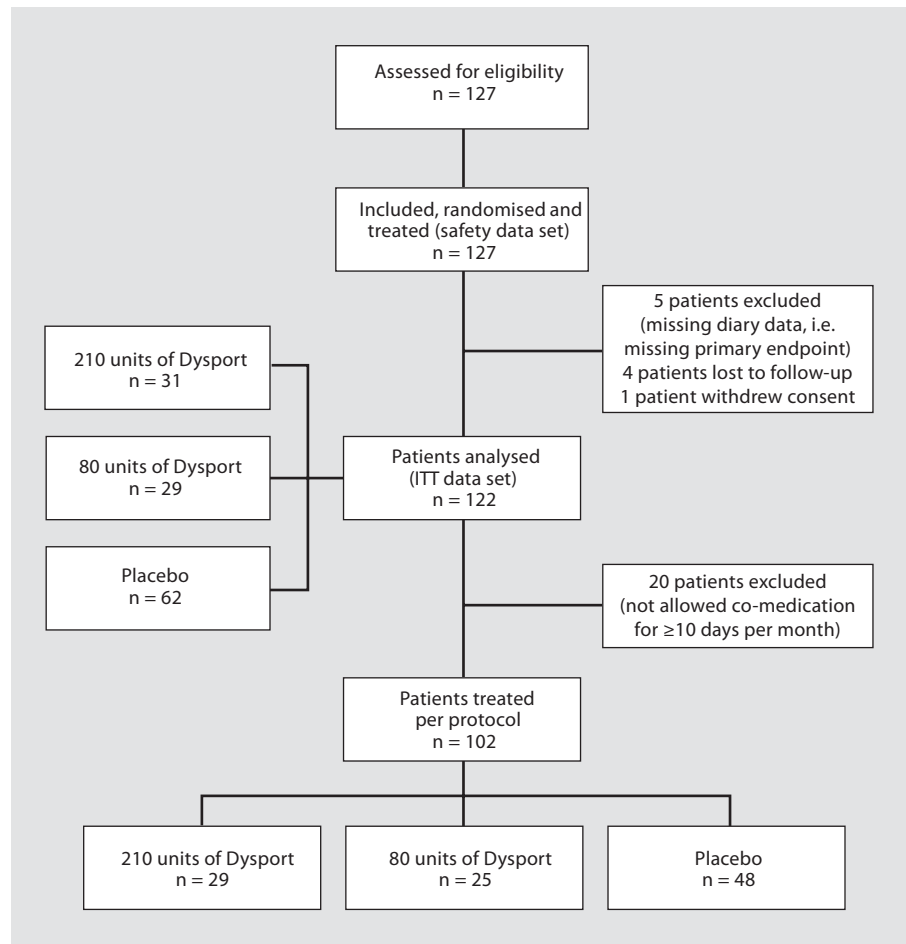 Assessed for eligibility
n = 127
Included, randomised and
treated (safety data set)
n = 127
5 patients excluded
(missing diary data, i.e.
missing primary endpoint)
4 patients lost to follow-up
1 patient withdrew consent
210 units of Dysport
n = 31
80 units of Dysport
n = 29
Placebo
n = 62
Patients analysed
(ITT data set)
n = 122
20 patients excluded
(not allowed co-medication
for ≥10 days per month)
Patients treated
per protocol
n = 102
210 units of Dysport
n = 29
80 units of Dysport
n = 25
Placebo
n = 48